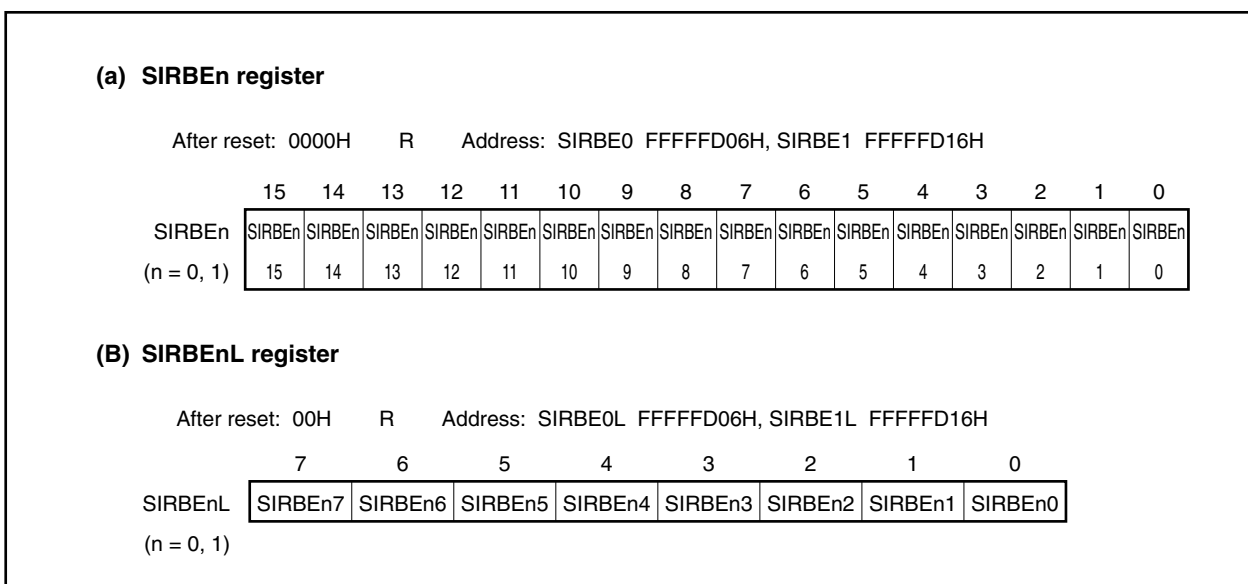 (a) SIRBEn register
After reset: 0000H R Address: SIRBE0 FFFFFD06H, SIRBE1 FFFFFD16H
15 14 13 12 11 10 9 8 7 6 5 4 3 2 1 0
SIRBEn SIRBEn SIRBEn SIRBEn SIRBEn SIRBEn SIRBEn SIRBEn SIRBEn SIRBEn SIRBEn SIRBEn SIRBEn SIRBEn SIRBEn SIRBEn SIRBEn
(n = 0, 1) 15 14 13 12 11 10 9 8 7 6 5 4 3 2 1 0
(B) SIRBEnL register
After reset: 00H R Address: SIRBE0L FFFFFD06H, SIRBE1L FFFFFD16H
7 6 5 4 3 2 1 0
SIRBEnL SIRBEn7 SIRBEn6 SIRBEn5 SIRBEn4 SIRBEn3 SIRBEn2 SIRBEn1 SIRBEn0
(n = 0, 1)